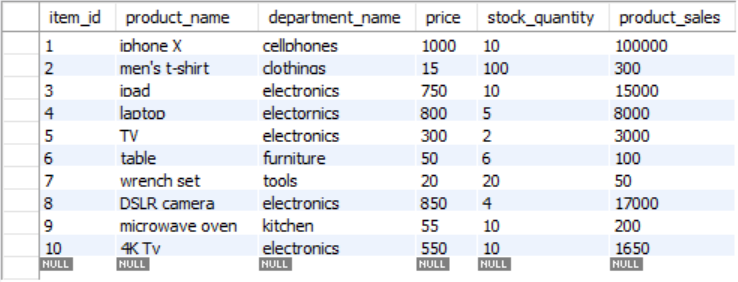 item_id product_name department_name price stock_quantity product_sales
1 iphone X cellphones 1000 10 100000
2 men's t-shirt clothings 15 100 300
3 ipad electronics 750 10 15000
4 laptop electornics 800 5 8000
5 TV electronics 300 2 3000
6 table furniture 50 6 100
7 wrench set tools 20 20 50
8 DSLR camera electronics 850 4 17000
9 microwave oven kitchen 55 10 200
10 4K Tv electronics 550 10 1650
NULL NULL NULL NULL NULL NULL